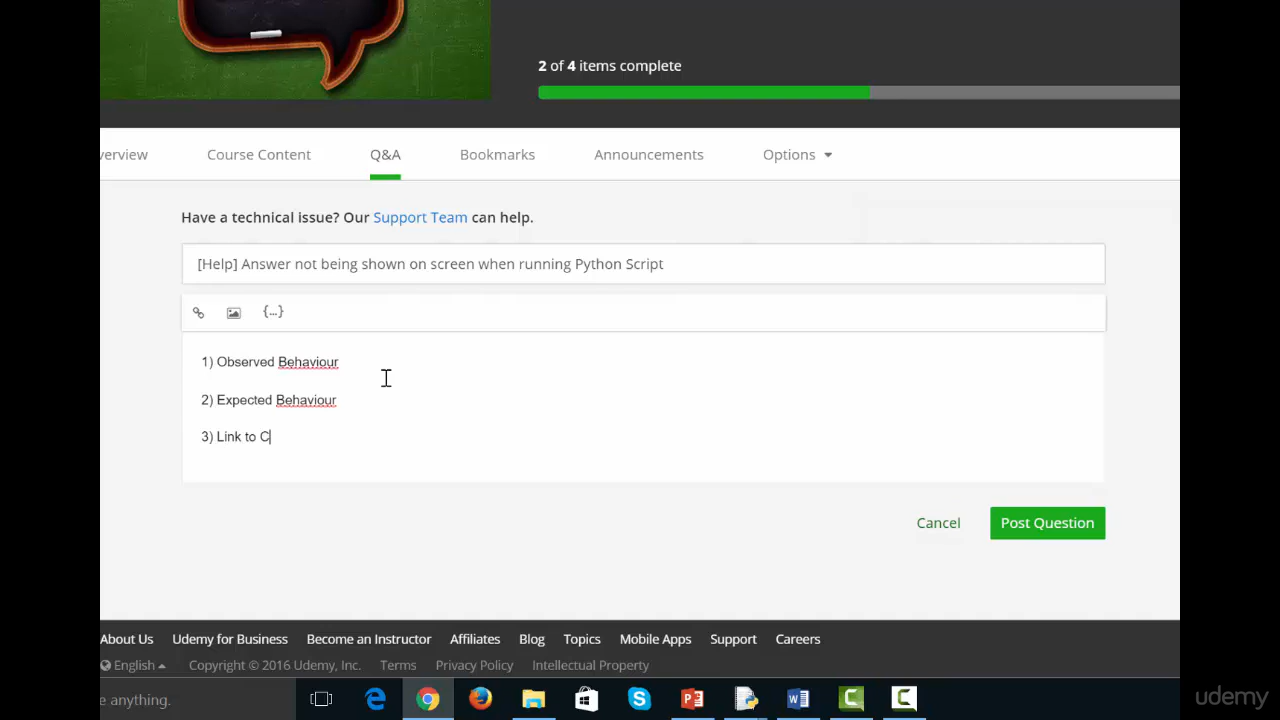 2 of 4 items complete
verview Course Content Q&A Bookmarks Announcements Options
Have a technical issue? Our Support Team can help.
[Help] Answer not being shown on screen when running Python Script
{...}
1) Observed Behaviour
2) Expected Behaviour
3) Link to C
Cancel Post Question
About Us Udemy for Business Become an Instructor Affiliates Blog Topics Mobile Apps Support Careers
English Copyright © 2016 Udemy, Inc. Terms Privacy Policy Intellectual Property
e anything.
udemy